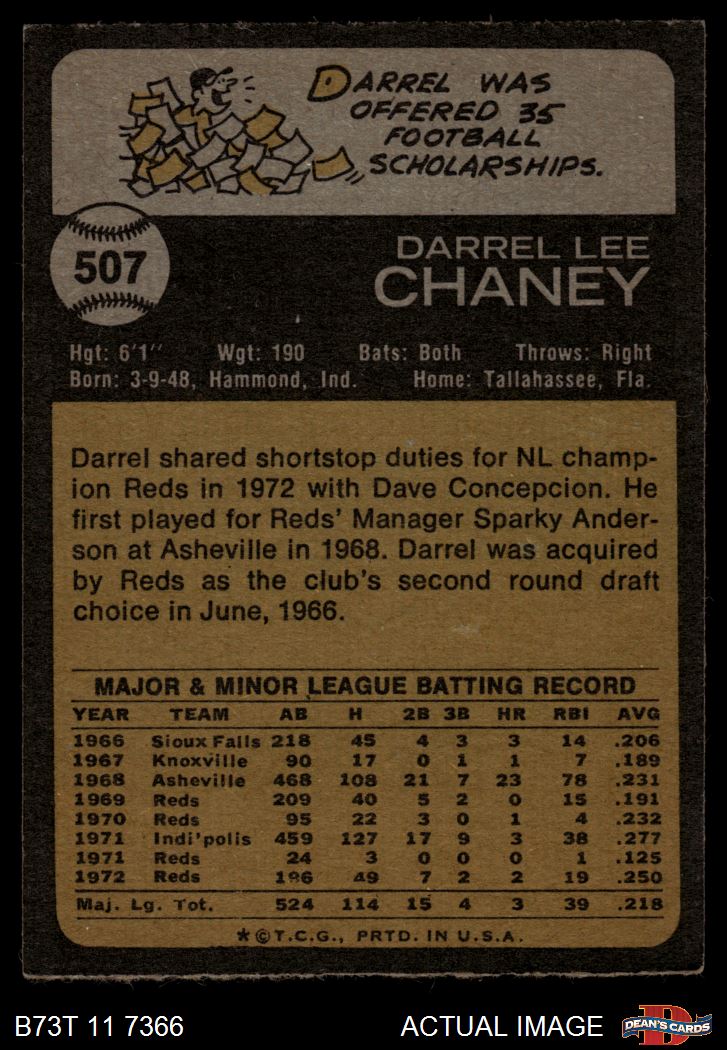 DARREL WAS
OFFERED 35
FOOTBALL
SCHOLARSHIPS.
507
DARREL LEE
CHANEY
Hgt: 6'1" Wgt: 190 Bats: Both Throws: Right
Born: 3-9-48, Hammond, Ind. Home: Tallahassee, Fla.
Darrel shared shortstop duties for NL champ-
ion Reds in 1972 with Dave Concepcion. He
first played for Reds' Manager Sparky Ander-
son at Asheville in 1968. Darrel was acquired
by Reds as the club's second round draft
choice in June, 1966.
MAJOR & MINOR LEAGUE BATTING RECORD
YEAR TEAM AB H 2B 3B HR RBI AVG
1966 Sioux Falls 218 45 4 3 3 14 .206
1967 Knoxville 90 17 0 1 1 7 .189
1968 Asheville 468 108 21 7 23 78 .231
1969 Reds 209 40 5 2 0 15 .191
1970 Reds 95 22 3 0 1 4 .232
1971 Indi'polis 459 127 17 9 3 38 .277
1971 Reds 24 3 0 0 0 1 .125
1972 Reds 196 49 7 2 2 19 .250
Maj. Lg. Tot. 524 114 15 4 3 39 .218
*©T.C.G., PRTD. IN U.S.A.
B73T 11 7366 ACTUAL IMAGE D DEAN'S CARDS